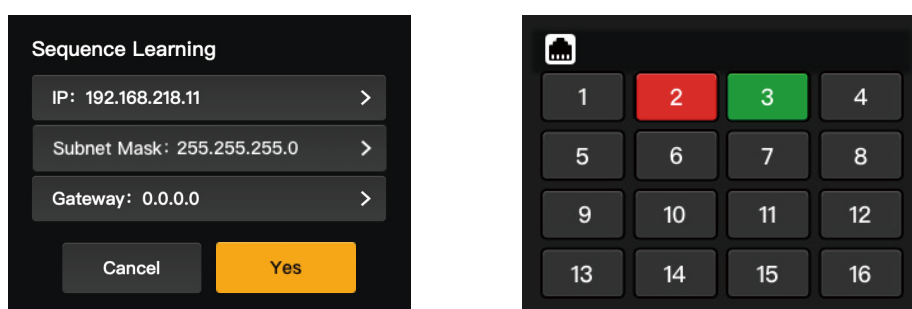 Sequence Learning
IP: 192.168.218.11
Subnet Mask: 255.255.255.0
Gateway: 0.0.0.0
Cancel Yes
1 2 3 4
5 6 7 8
9 10 11 12
13 14 15 16